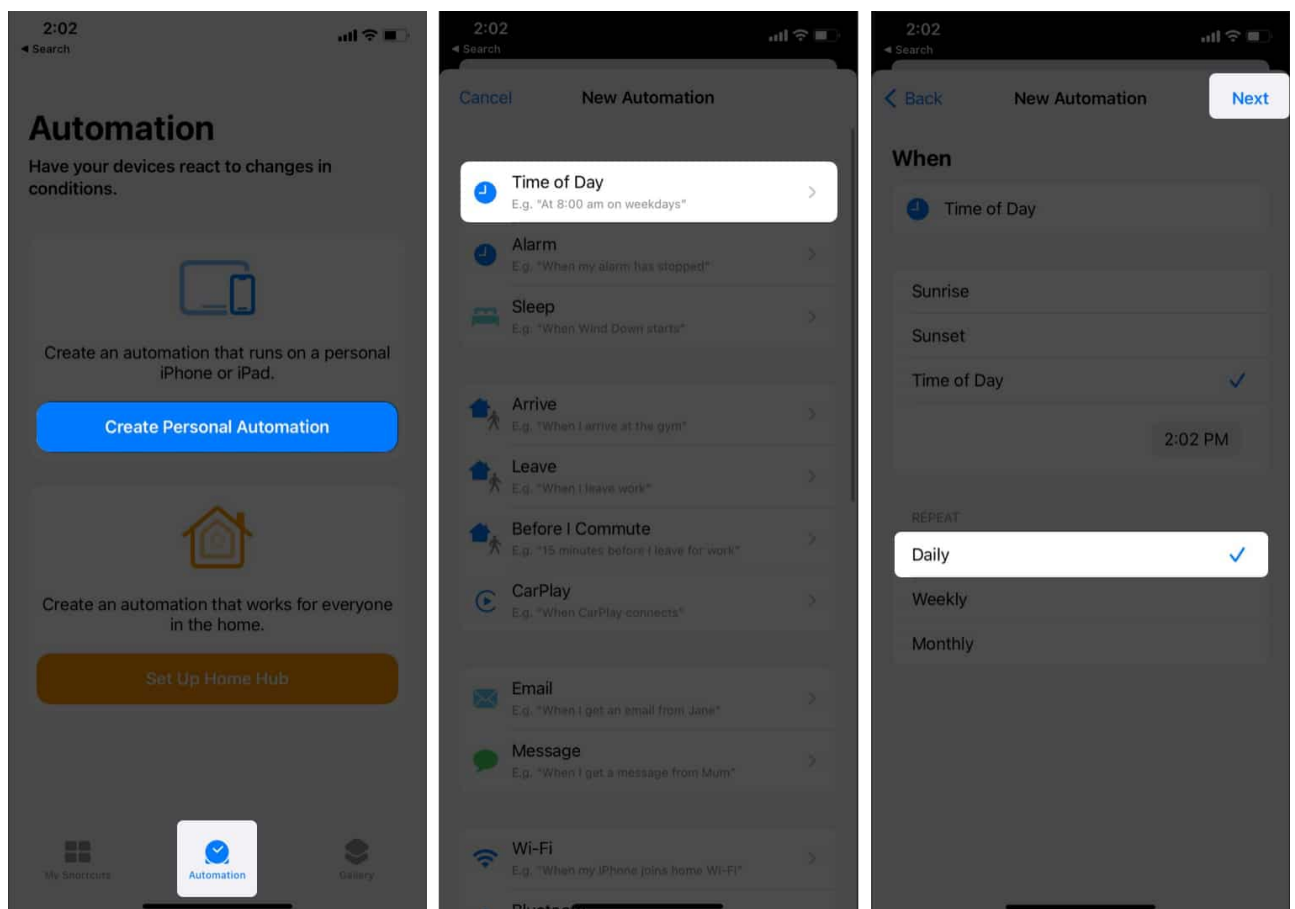 2:02
◀ Search
Automation
Have your devices react to changes in
conditions.
Create an automation that runs on a personal
iPhone or iPad.
Create Personal Automation
Create an automation that works for everyone
in the home.
Set Up Home Hub
My Shortcuts
Automation
Gallery
2:02
◀ Search
Cancel
New Automation
Time of Day
E.g. "At 8:00 am on weekdays"
Alarm
E.g. "When my alarm has stopped"
Sleep
E.g. "When Wind Down starts"
Arrive
E.g. "When I arrive at the gym"
Leave
E.g. "When I leave work"
Before I Commute
E.g. "15 minutes before I leave for work"
CarPlay
E.g. "When CarPlay connects"
Email
E.g. "When I get an email from Jane"
Message
E.g. "When I get a message from Mum"
Wi-Fi
E.g. "When my iPhone joins home Wi-Fi"
2:02
◀ Search
Back
New Automation
Next
When
Time of Day
Sunrise
Sunset
Time of Day
2:02 PM
REPEAT
Daily
Weekly
Monthly